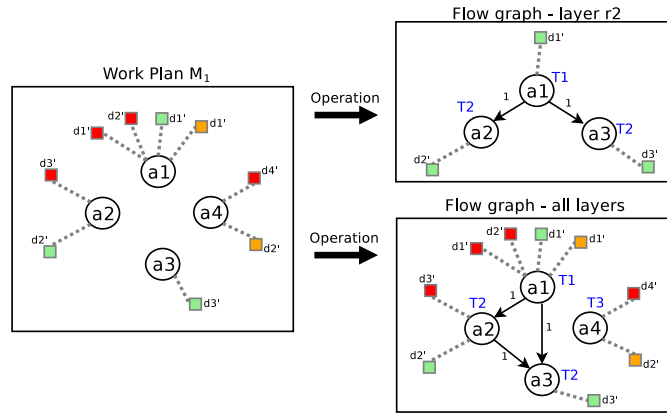 Work Plan M₁
d1'
d2'
d1'
d1'
d3'
a1
d4'
a2
a4
d2'
a3
d2'
d3'
Operation
Operation
Flow graph - layer r2
d1'
T1
a1
T2
1
1
a2
a3
T2
d2'
d3'
Flow graph - all layers
d2'
d1'
d1'
d1'
T1
d3'
a1
d4'
T2
1
T3
a2
1
a4
1
d2'
T2
d2'
a3
d3'